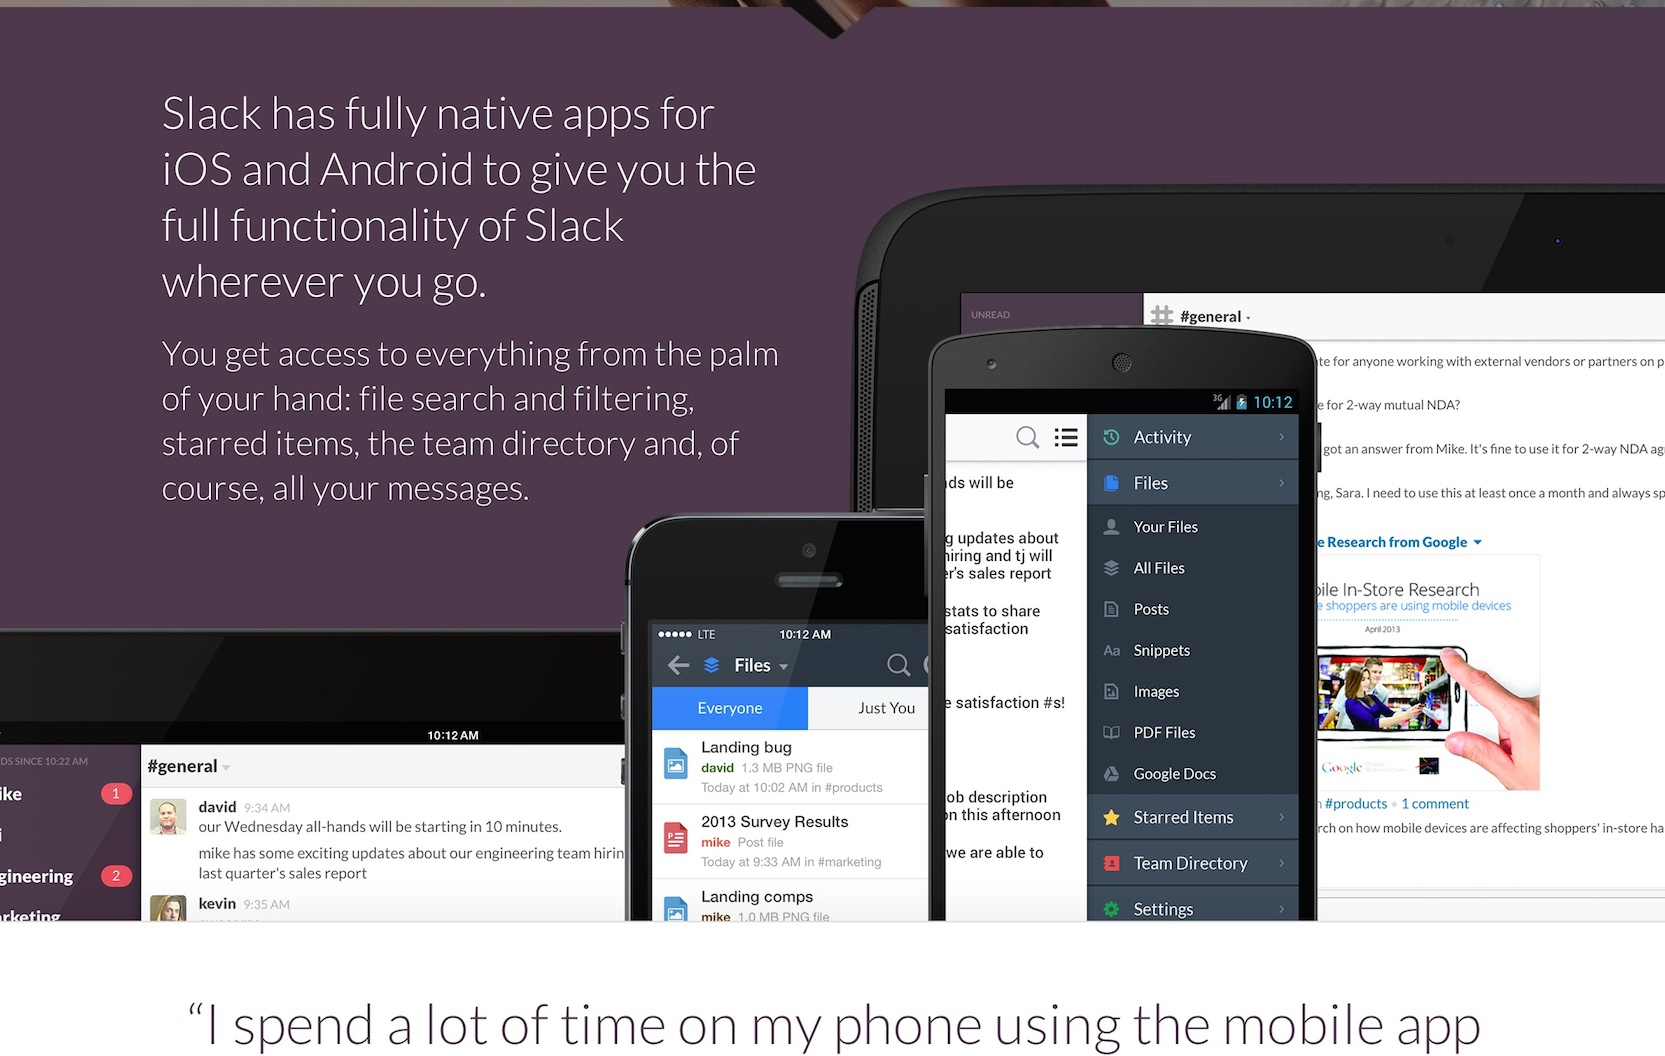 Slack has fully native apps for
iOS and Android to give you the
full functionality of Slack
wherever you go.
You get access to everything from the palm
of your hand: file search and filtering,
starred items, the team directory and, of
course, all your messages.
UNREAD
#general
te for anyone working with external vendors or partners on p
e for 2-way mutual NDA?
got an answer from Mike. It's fine to use it for 2-way NDA ag
ng, Sara. I need to use this at least once a month and always sp
e Research from Google
bile In-Store Research
e shoppers are using mobile devices
April 2013
Google
#products • 1 comment
rch on how mobile devices are affecting shoppers' in-store ha
3G 10:12
ds will be
g updates about
hiring and tj will
er's sales report
stats to share
satisfaction
e satisfaction #s!
ob description
on this afternoon
we are able to
Activity
Files
Your Files
All Files
Posts
Aa Snippets
Images
PDF Files
Google Docs
Starred Items
Team Directory
Settings
LTE 10:12 AM
Files
Everyone Just You
Landing bug
david 1.3 MB PNG file
Today at 10:02 AM in #products
2013 Survey Results
mike Post file
Today at 9:33 AM in #marketing
Landing comps
mike 1.0 MB PNG file
10:12 AM
DS SINCE 10:22 AM
ike 1
i
gineering 2
rketing
#general
david 9:34 AM
our Wednesday all-hands will be starting in 10 minutes.
mike has some exciting updates about our engineering team hirin
last quarter's sales report
kevin 9:35 AM
“I spend a lot of time on my phone using the mobile app